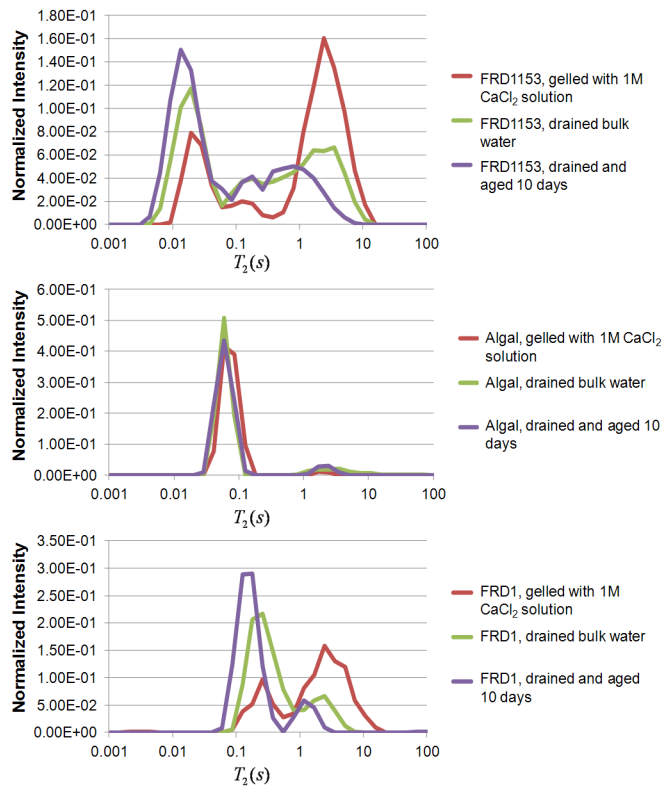 Normalized Intensity
1.80E-01
1.60E-01
1.40E-01
1.20E-01
1.00E-01
8.00E-02
6.00E-02
4.00E-02
2.00E-02
0.00E+00
0.001 0.01 0.1 1 10 100
T₂(s)
FRD1153, gelled with 1M
CaCl₂ solution
FRD1153, drained bulk
water
FRD1153, drained and
aged 10 days
Normalized Intensity
6.00E-01
5.00E-01
4.00E-01
3.00E-01
2.00E-01
1.00E-01
0.00E+00
0.001 0.01 0.1 1 10 100
T₂(s)
Algal, gelled with 1M CaCl₂
solution
Algal, drained bulk water
Algal, drained and aged 10
days
Normalized Intensity
3.50E-01
3.00E-01
2.50E-01
2.00E-01
1.50E-01
1.00E-01
5.00E-02
0.00E+00
0.001 0.01 0.1 1 10 100
T₂(s)
FRD1, gelled with 1M
CaCl₂ solution
FRD1, drained bulk water
FRD1, drained and aged
10 days